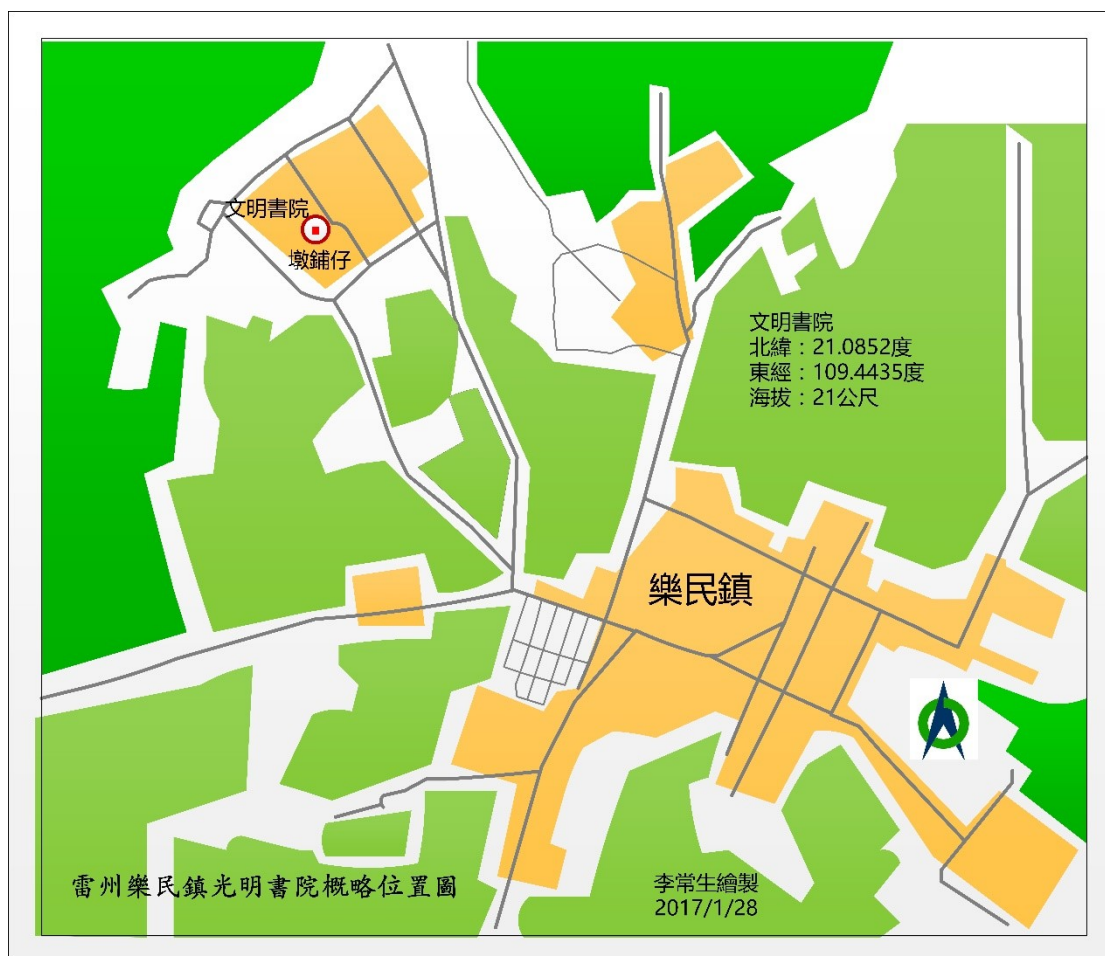 文明書院
墩鋪仔
文明書院
北緯：21.0852度
東經：109.4435度
海拔：21公尺
樂民鎮
雷州樂民鎮光明書院概略位置圖
李常生繪製
2017/1/28